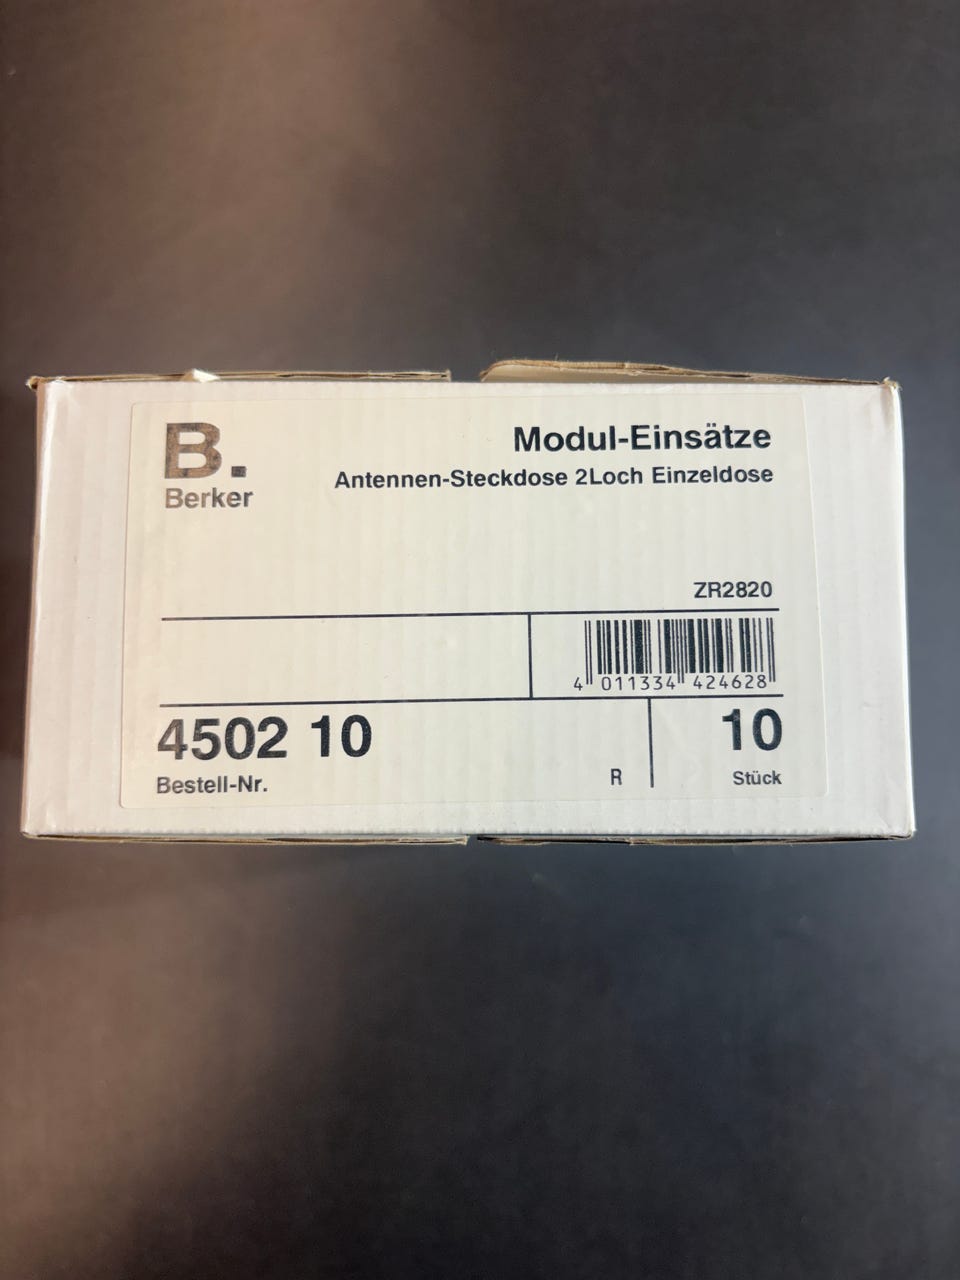 B.
Berker
Modul-Einsätze
Antennen-Steckdose 2Loch Einzeldose
ZR2820
4 011334 424628
4502 10
Bestell-Nr.
R
10
Stück